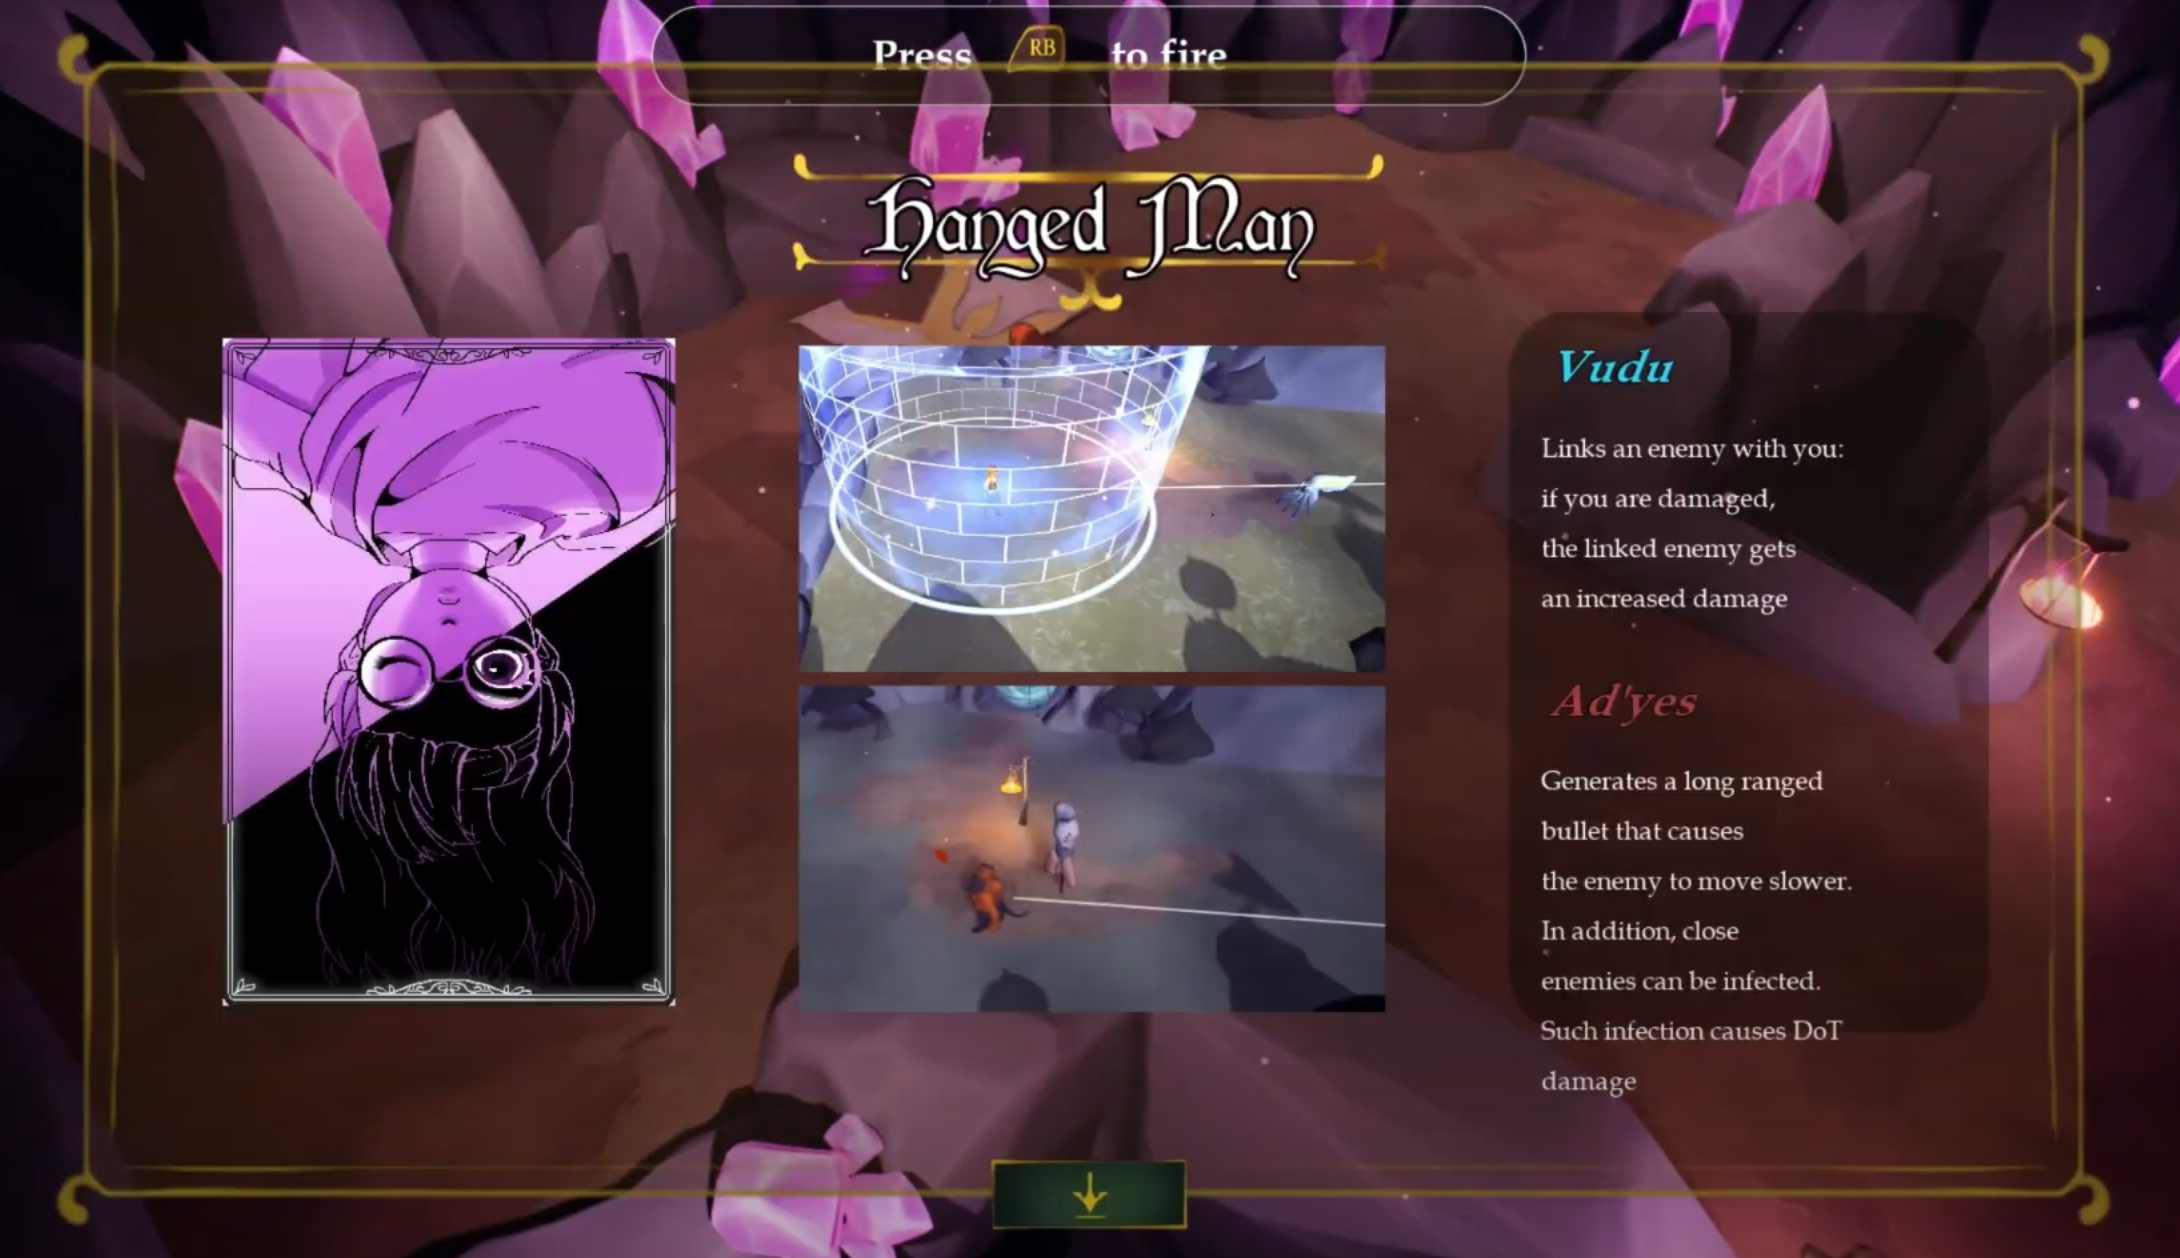 Press RB to fire
Hanged Man
Vudu
Links an enemy with you:
if you are damaged,
the linked enemy gets
an increased damage
Ad'yes
Generates a long ranged
bullet that causes
the enemy to move slower.
In addition, close
enemies can be infected.
Such infection causes DoT
damage